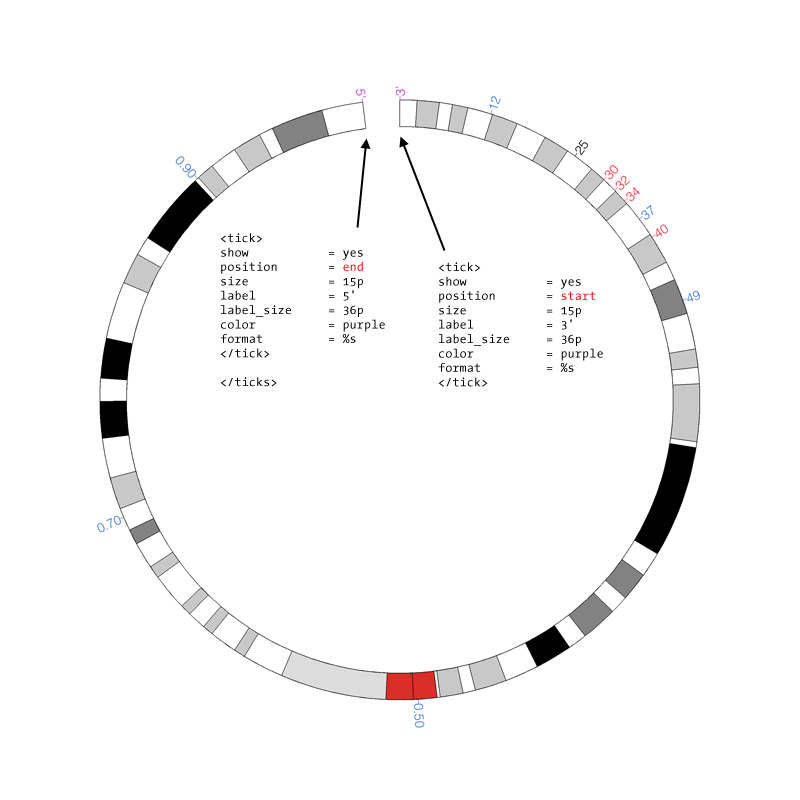 5'
3'
12
25
30
32
34
37
40
49
0.50
0.70
0.90
<tick>
show = yes
position = end
size = 15p
label = 5'
label_size = 36p
color = purple
format = %s
</tick>
</ticks>
<tick>
show = yes
position = start
size = 15p
label = 3'
label_size = 36p
color = purple
format = %s
</tick>